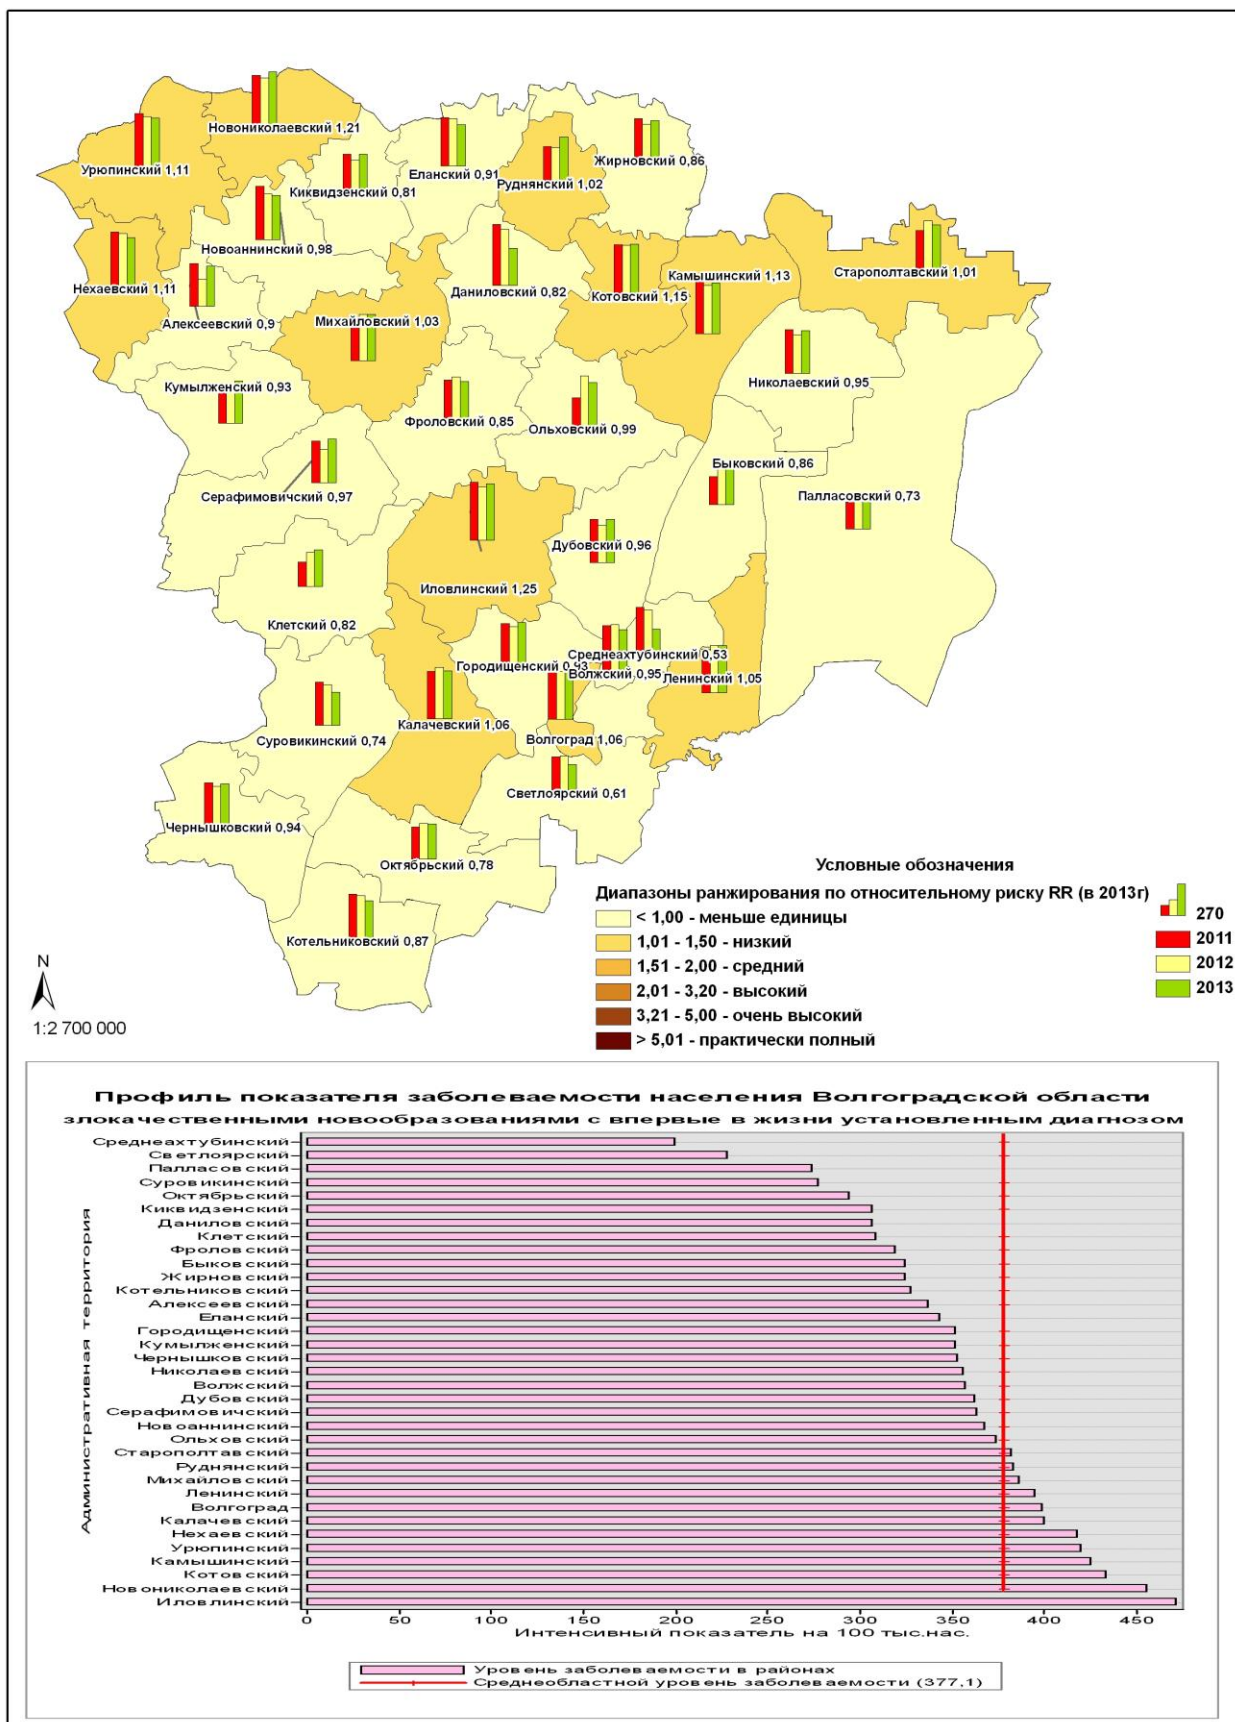 Новониколаевский 1,21
Урюпинский 1,11
Киквидзенский 0,81
Еланский 0,91
Руднянский 1,02
Жирновский 0,86
Новоаннинский 0,98
Нехаевский 1,11
Алексеевский 0,9
Михайловский 1,03
Даниловский 0,82
Котовский 1,15
Камышинский 1,13
Старополтавский 1,01
Николаевский 0,95
Кумылженский 0,93
Фроловский 0,85
Ольховский 0,99
Серафимовичский 0,97
Быковский 0,86
Палласовский 0,73
Дубовский 0,96
Иловлинский 1,25
Клетский 0,82
Городищенский 0,93
Среднеахтубинский 0,53
Волжский 0,95
Ленинский 1,05
Суровикинский 0,74
Калачевский 1,06
Волгоград 1,06
Светлоярский 0,61
Чернышковский 0,94
Октябрьский 0,78
Котельниковский 0,87
N
1:2 700 000
Условные обозначения
Диапазоны ранжирования по относительному риску RR (в 2013г)
< 1,00 - меньше единицы
1,01 - 1,50 - низкий
1,51 - 2,00 - средний
2,01 - 3,20 - высокий
3,21 - 5,00 - очень высокий
> 5,01 - практически полный
270
2011
2012
2013
Профиль показателя заболеваемости населения Волгоградской области
злокачественными новообразованиями с впервые в жизни установленным диагнозом
Административная территория
Среднеахтубинский
Светлоярский
Палласовский
Суровикинский
Октябрьский
Киквидзенский
Даниловский
Клетский
Фроловский
Быковский
Жирновский
Котельниковский
Алексеевский
Еланский
Городищенский
Кумылженский
Чернышковский
Николаевский
Волжский
Дубовский
Серафимовичский
Новоаннинский
Ольховский
Старополтавский
Руднянский
Михайловский
Ленинский
Волгоград
Калачевский
Нехаевский
Урюпинский
Камышинский
Котовский
Новониколаевский
Иловлинский
0 50 100 150 200 250 300 350 400 450
Интенсивный показатель на 100 тыс.нас.
Уровень заболеваемости в районах
Среднеобластной уровень заболеваемости (377,1)